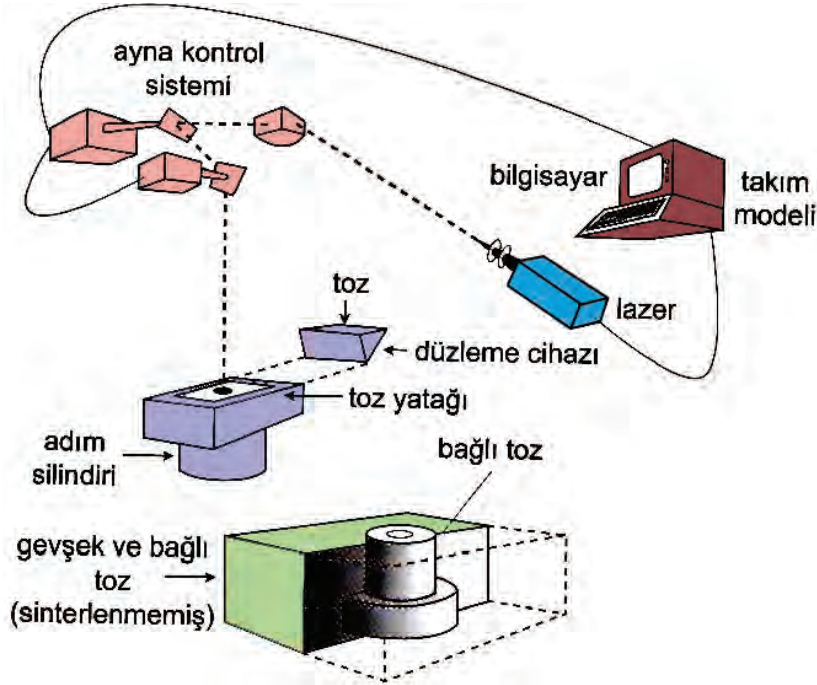 ayna kontrol
sistemi
bilgisayar
takım
modeli
lazer
toz
düzleme cihazı
toz yatağı
adım
silindiri
bağlı toz
gevşek ve bağlı
toz
(sinterlenmemiş)